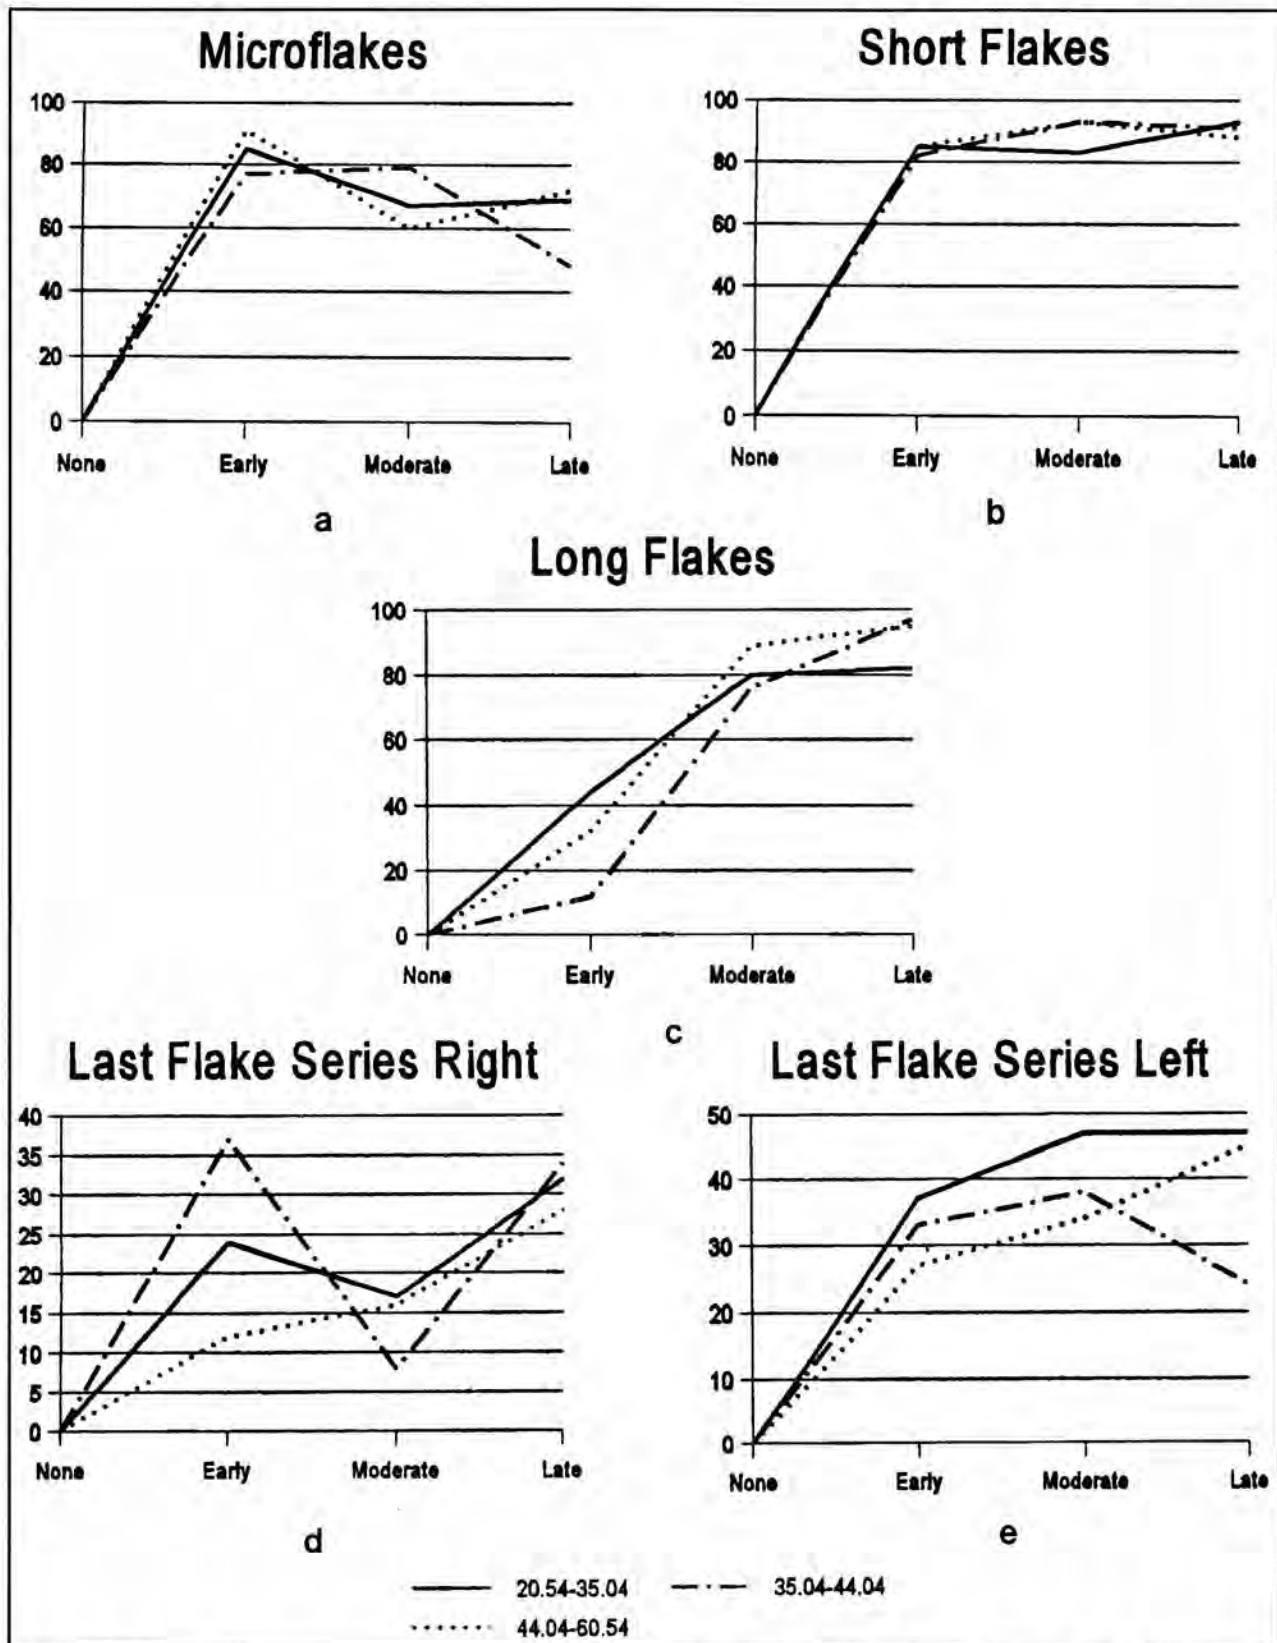 Microflakes
100
80
60
40
20
0
None Early Moderate Late
a
Short Flakes
100
80
60
40
20
0
None Early Moderate Late
b
Long Flakes
100
80
60
40
20
0
None Early Moderate Late
c
Last Flake Series Right
40
35
30
25
20
15
10
5
0
None Early Moderate Late
d
Last Flake Series Left
50
40
30
20
10
0
None Early Moderate Late
e
20.54-35.04 35.04-44.04
44.04-60.54